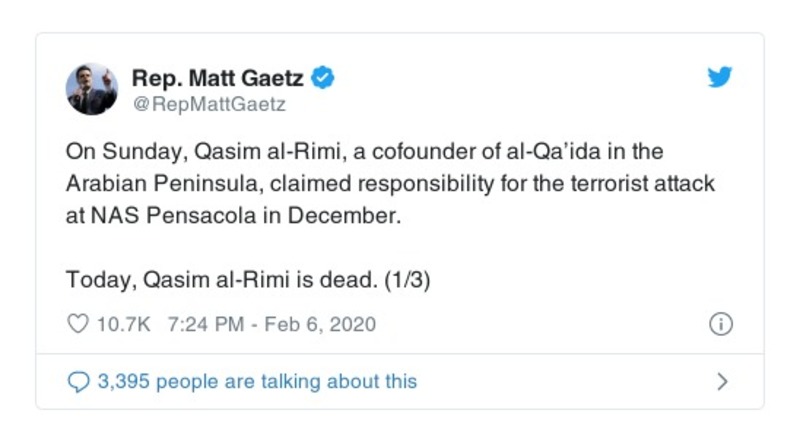 Rep. Matt Gaetz
@RepMattGaetz
On Sunday, Qasim al-Rimi, a cofounder of al-Qa’ida in the
Arabian Peninsula, claimed responsibility for the terrorist attack
at NAS Pensacola in December.
Today, Qasim al-Rimi is dead. (1/3)
10.7K 7:24 PM - Feb 6, 2020
3,395 people are talking about this